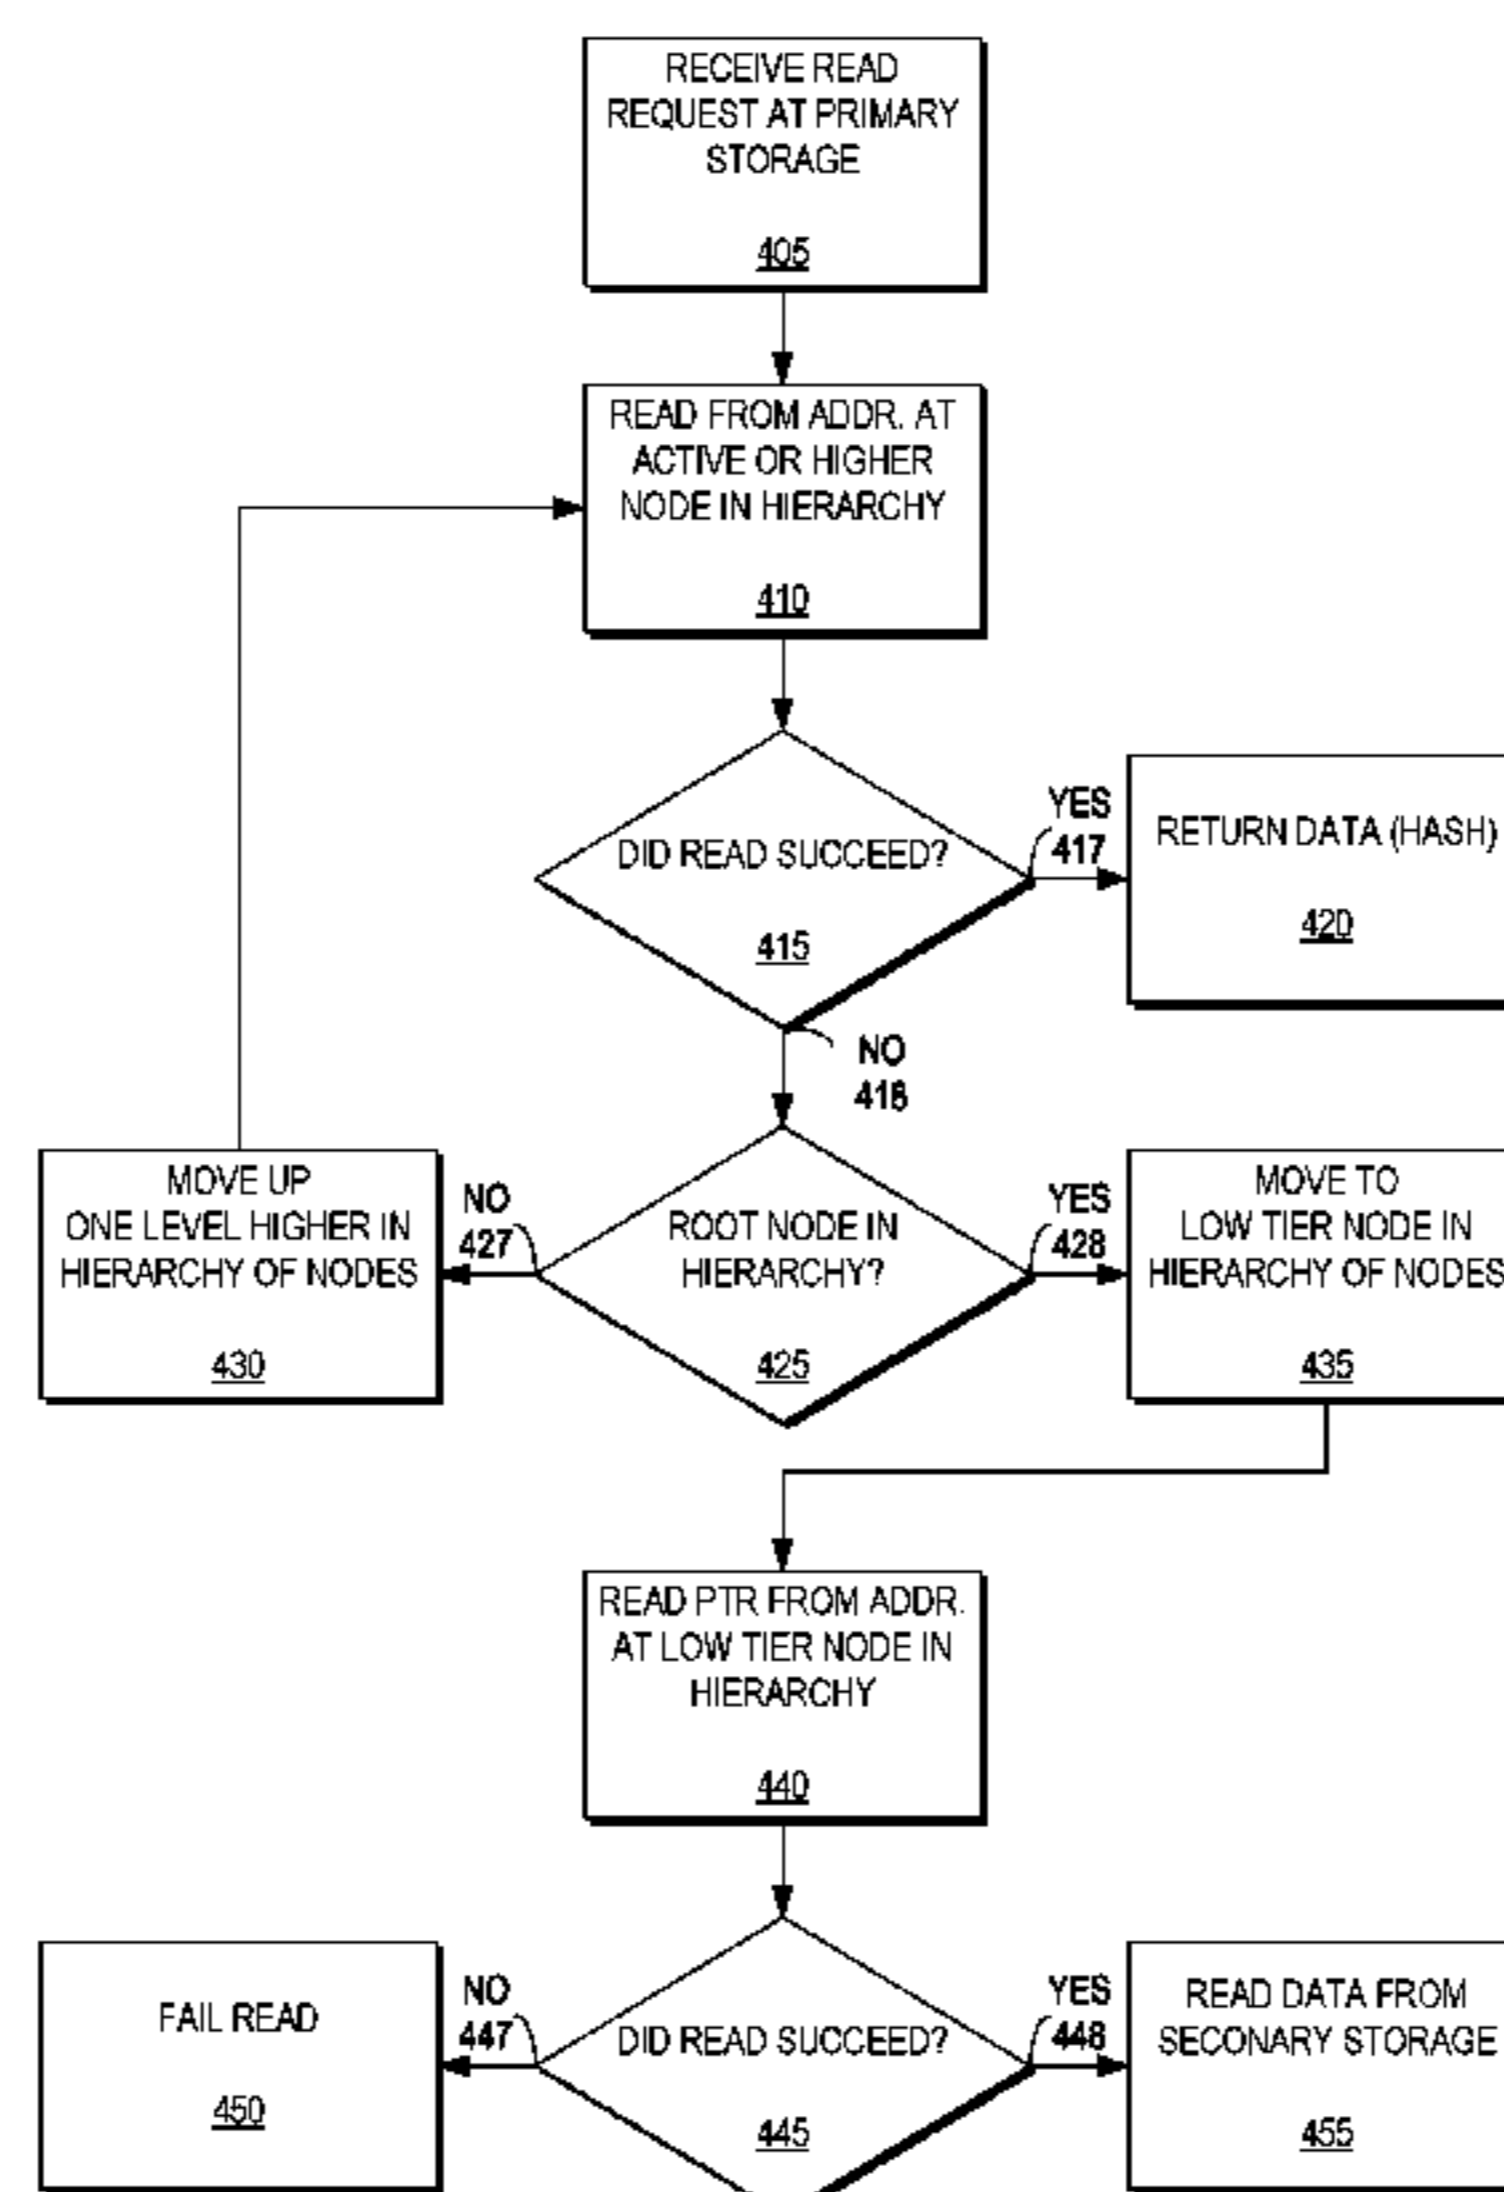 RECEIVE READ
REQUEST AT PRIMARY
STORAGE
405
READ FROM ADDR. AT
ACTIVE OR HIGHER
NODE IN HIERARCHY
410
DID READ SUCCEED?
415
YES
417
RETURN DATA (HASH)
420
NO
418
MOVE UP
ONE LEVEL HIGHER IN
HIERARCHY OF NODES
430
NO
427
ROOT NODE IN
HIERARCHY?
425
YES
428
MOVE TO
LOW TIER NODE IN
HIERARCHY OF NODES
435
READ PTR FROM ADDR.
AT LOW TIER NODE IN
HIERARCHY
440
FAIL READ
450
NO
447
DID READ SUCCEED?
445
YES
448
READ DATA FROM
SECONARY STORAGE
455